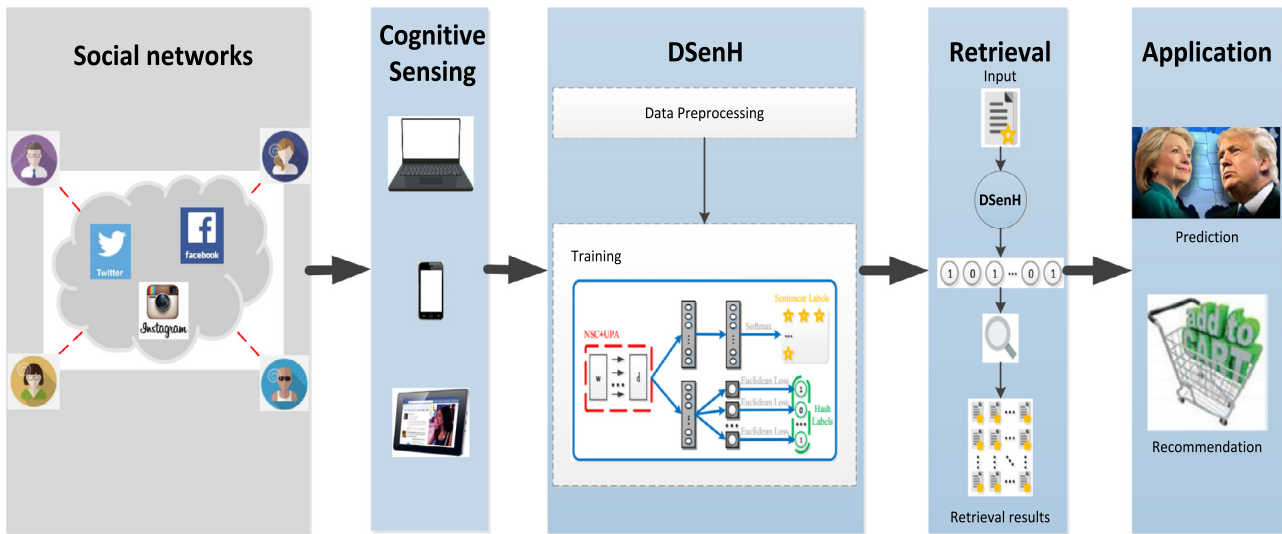 Social networks
Twitter
facebook
Instagram
Cognitive
Sensing
DSenH
Data Preprocessing
Training
NSC+UPA
w
d
...
Softmax
Sentiment Labels
...
Euclidean Loss
Euclidean Loss
...
Euclidean Loss
1
0
...
1
Hash
Labels
Retrieval
Input
DSenH
1 0 1 ... 0 1
Retrieval results
Application
Prediction
add to
CART
Recommendation